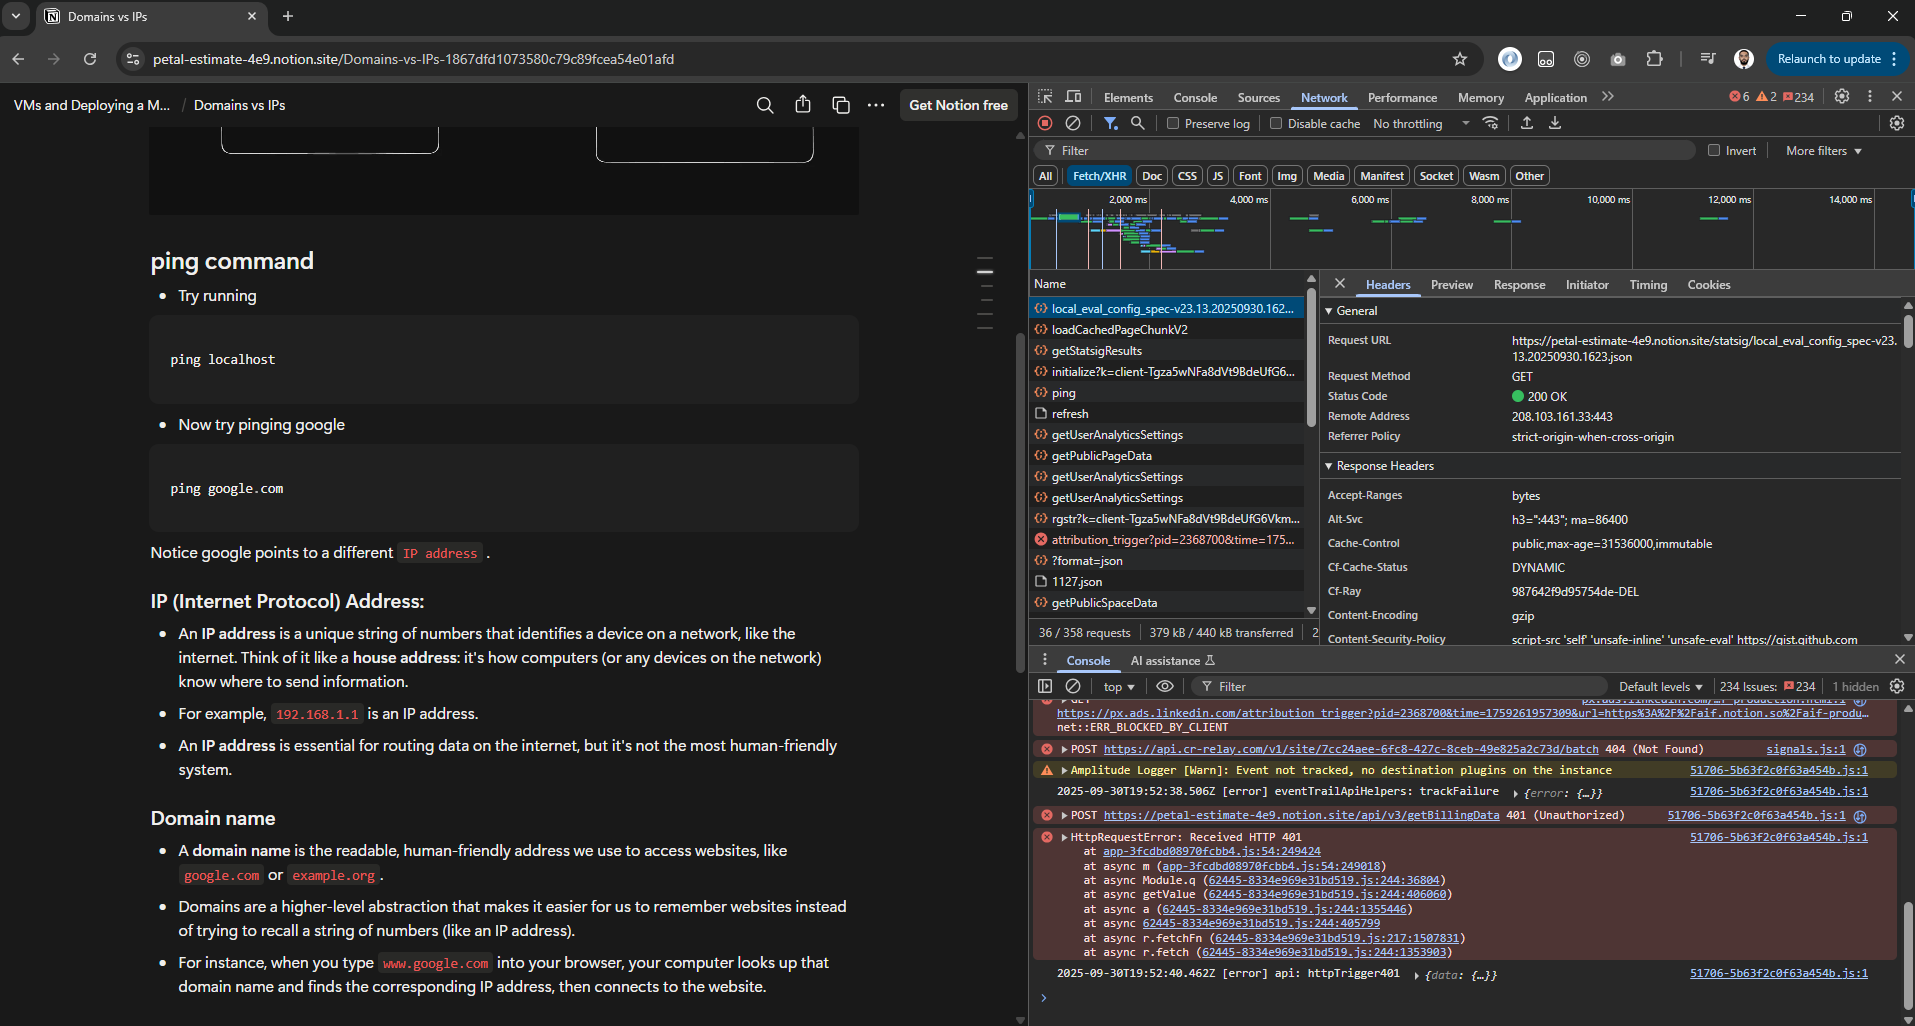 Domains vs IPs
petal-estimate-4e9.notion.site/Domains-vs-IPs-1867dfd1073580c79c89fcea54e01afd
Relaunch to update
VMs and Deploying a M... / Domains vs IPs
Get Notion free
ping command
Try running
ping localhost
Now try pinging google
ping google.com
Notice google points to a different IP address .
IP (Internet Protocol) Address:
An IP address is a unique string of numbers that identifies a device on a network, like the
internet. Think of it like a house address: it's how computers (or any devices on the network)
know where to send information.
For example, 192.168.1.1 is an IP address.
An IP address is essential for routing data on the internet, but it's not the most human-friendly
system.
Domain name
A domain name is the readable, human-friendly address we use to access websites, like
google.com or example.org.
Domains are a higher-level abstraction that makes it easier for us to remember websites instead
of trying to recall a string of numbers (like an IP address).
For instance, when you type www.google.com into your browser, your computer looks up that
domain name and finds the corresponding IP address, then connects to the website.
Elements Console Sources Network Performance Memory Application 6 2 234
Preserve log Disable cache No throttling
Filter Invert More filters
All Fetch/XHR Doc CSS JS Font Img Media Manifest Socket Wasm Other
2,000 ms 4,000 ms 6,000 ms 8,000 ms 10,000 ms 12,000 ms 14,000 ms
Name
local_eval_config_spec-v23.13.20250930.162...
loadCachedPageChunkV2
getStatsigResults
initialize?k=client-Tgza5wNFa8dVt9BdeUfG6...
ping
refresh
getUserAnalyticsSettings
getPublicPageData
getUserAnalyticsSettings
getUserAnalyticsSettings
rgstr?k=client-Tgza5wNFa8dVt9BdeUfG6Vkm...
attribution_trigger?pid=2368700&time=175...
?format=json
1127.json
getPublicSpaceData
36 / 358 requests 379 kB / 440 kB transferred 2
Headers Preview Response Initiator Timing Cookies
General
Request URL https://petal-estimate-4e9.notion.site/statsig/local_eval_config_spec-v23.
13.20250930.1623.json
Request Method GET
Status Code 200 OK
Remote Address 208.103.161.33:443
Referrer Policy strict-origin-when-cross-origin
Response Headers
Accept-Ranges bytes
Alt-Svc h3=":443"; ma=86400
Cache-Control public,max-age=31536000,immutable
Cf-Cache-Status DYNAMIC
Cf-Ray 987642f9d95754de-DEL
Content-Encoding gzip
Content-Security-Policy script-src 'self' 'unsafe-inline' 'unsafe-eval' https://gist.github.com
Console AI assistance
top Filter Default levels 234 Issues: 234 1 hidden
GET
https://px.ads.linkedin.com/attribution_trigger?pid=2368700&time=1759261957309&url=https%3A%2F%2Faif.notion.so%2Faif-produ...
net::ERR_BLOCKED_BY_CLIENT
POST https://api.cr-relay.com/v1/site/7cc24aee-6fc8-427c-8ceb-49e825a2c73d/batch 404 (Not Found) signals.js:1
Amplitude Logger [Warn]: Event not tracked, no destination plugins on the instance 51706-5b63f2c0f63a454b.js:1
2025-09-30T19:52:38.506Z [error] eventTrailApiHelpers: trackFailure {error: {…}} 51706-5b63f2c0f63a454b.js:1
POST https://petal-estimate-4e9.notion.site/api/v3/getBillingData 401 (Unauthorized) 51706-5b63f2c0f63a454b.js:1
HttpRequestError: Received HTTP 401 51706-5b63f2c0f63a454b.js:1
at app-3fcdbd08970fcbb4.js:54:249424
at async m (app-3fcdbd08970fcbb4.js:54:249018)
at async Module.q (62445-8334e969e31bd519.js:244:36804)
at async getValue (62445-8334e969e31bd519.js:244:406060)
at async a (62445-8334e969e31bd519.js:244:1355446)
at async 62445-8334e969e31bd519.js:244:405799
at async r.fetchFn (62445-8334e969e31bd519.js:217:1507831)
at async r.fetch (62445-8334e969e31bd519.js:244:1353903)
2025-09-30T19:52:40.462Z [error] api: httpTrigger401 {data: {…}} 51706-5b63f2c0f63a454b.js:1